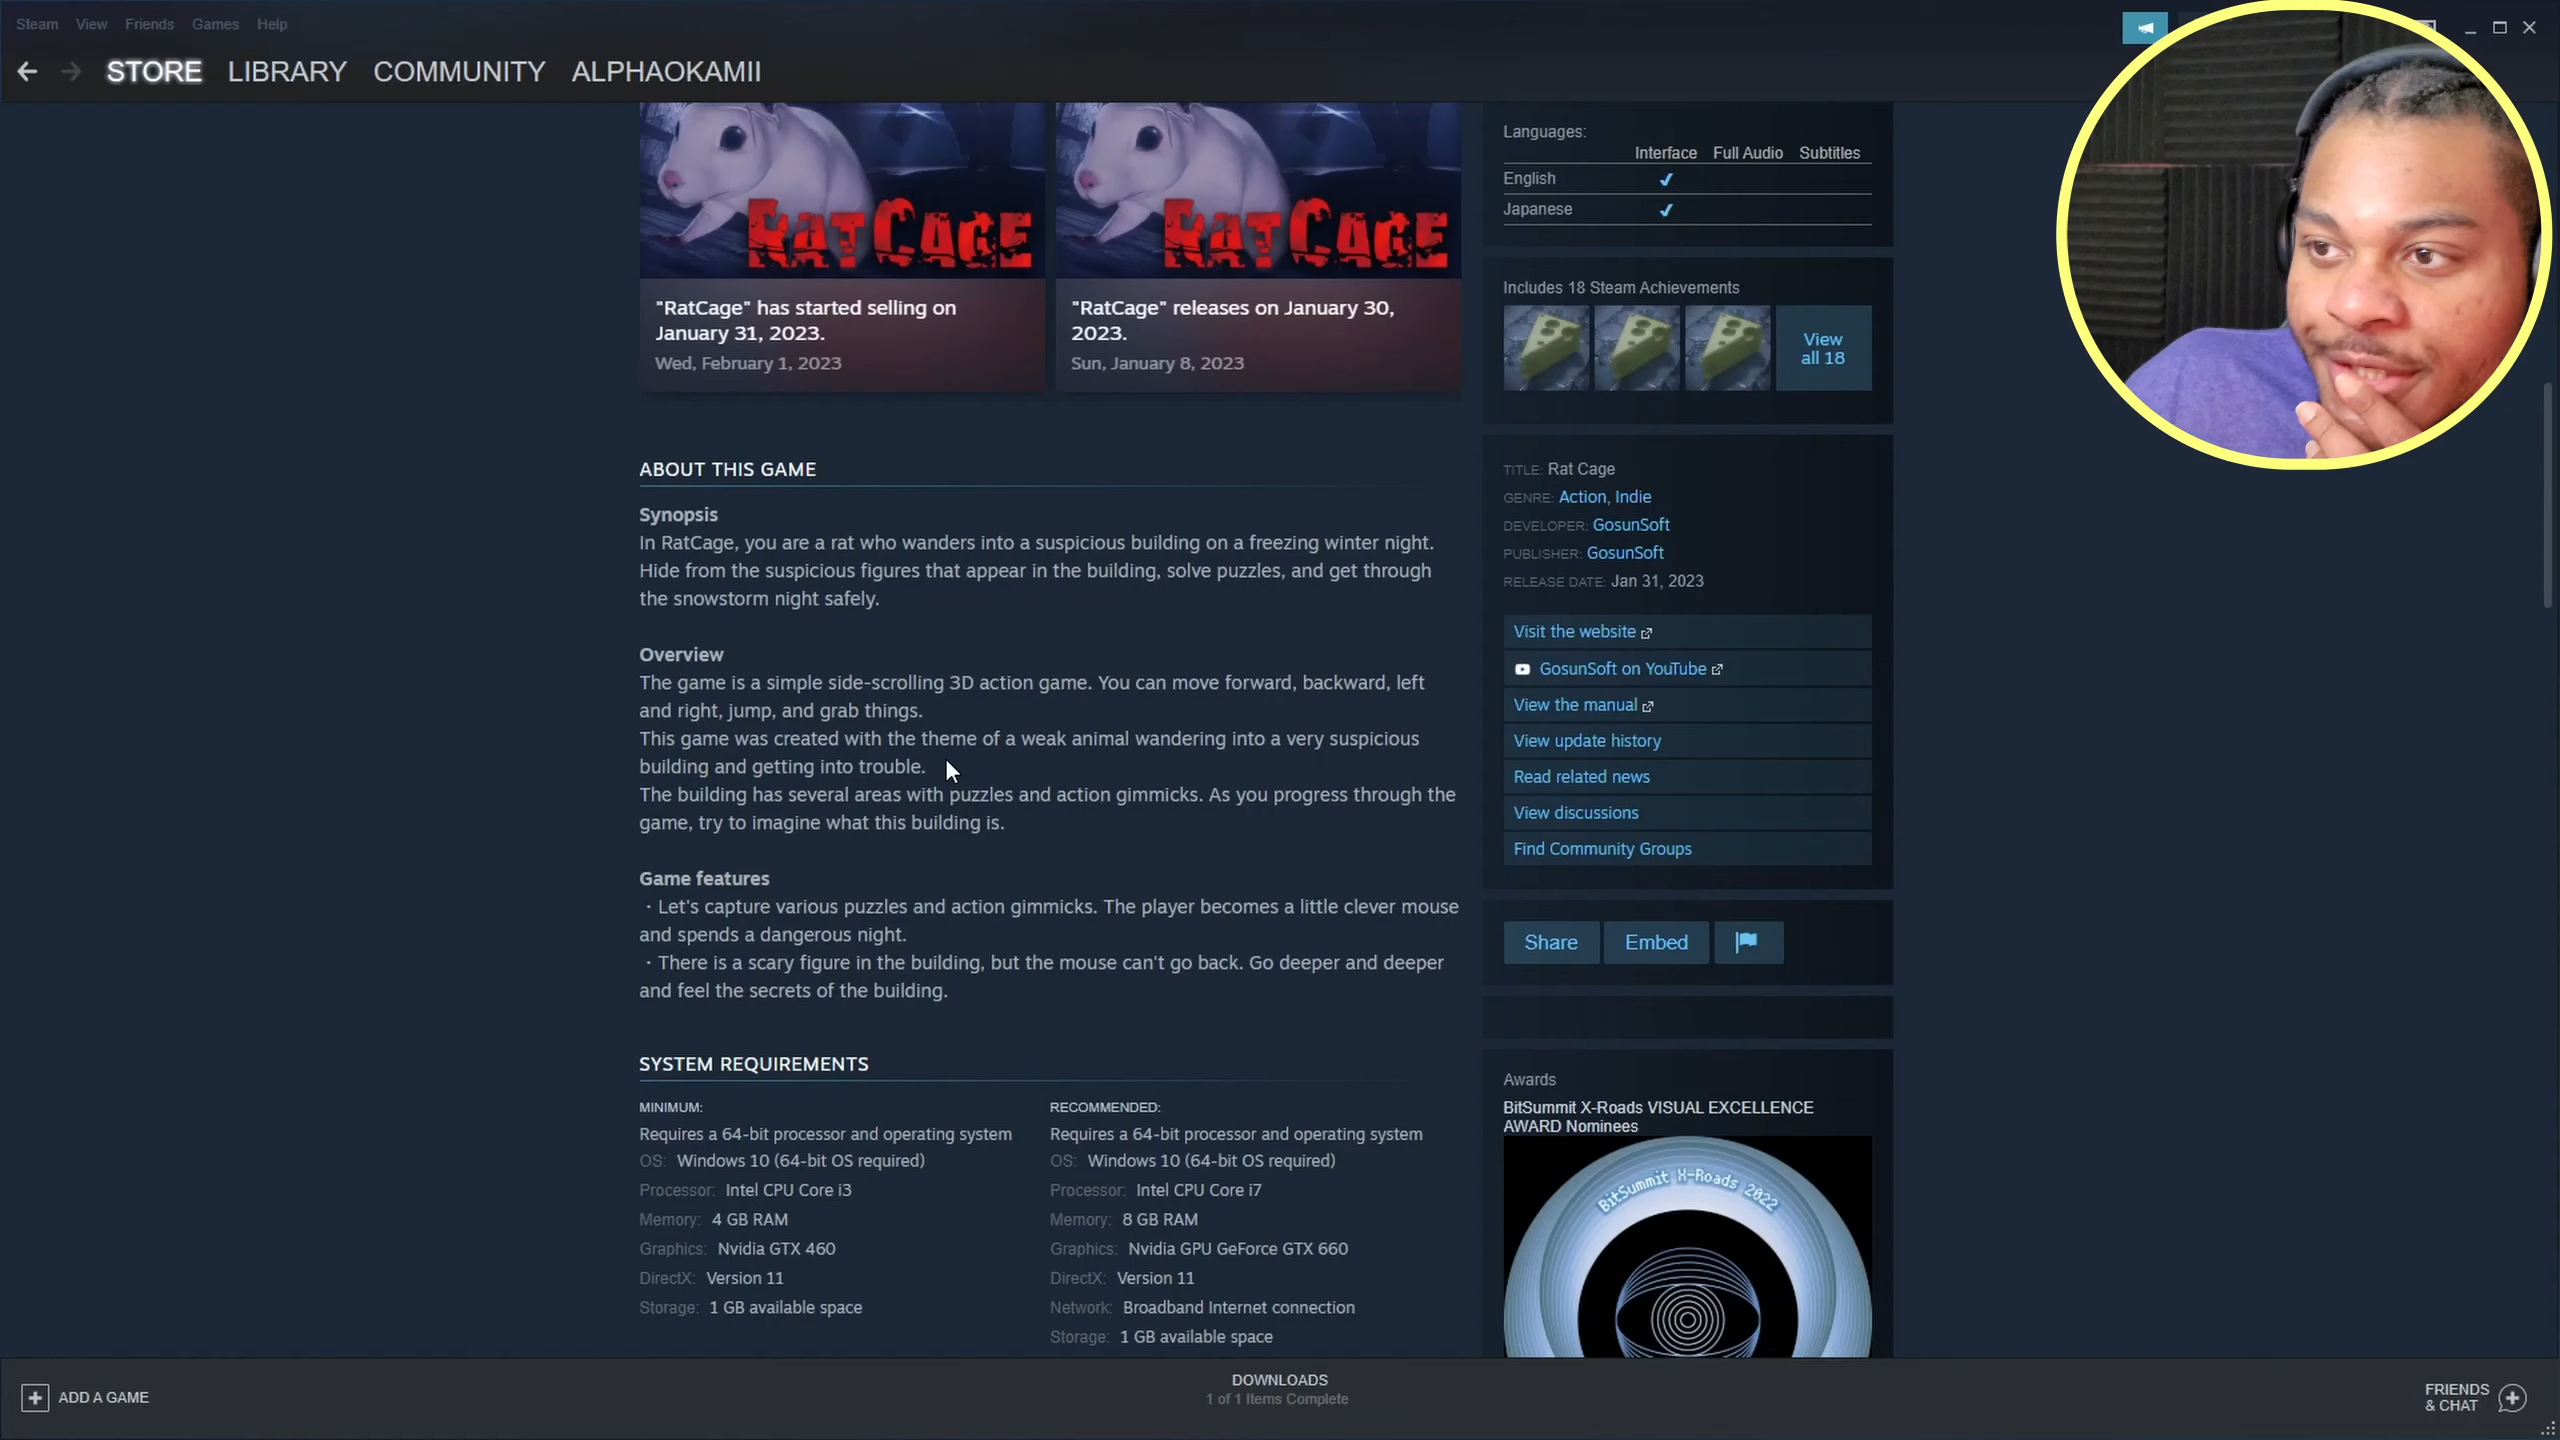 Steam View Friends Games Help
STORE LIBRARY COMMUNITY ALPHAOKAMII
RATCAGE
RATCAGE
"RatCage" has started selling on
January 31, 2023.
Wed, February 1, 2023
"RatCage" releases on January 30,
2023.
Sun, January 8, 2023
ABOUT THIS GAME
Synopsis
In RatCage, you are a rat who wanders into a suspicious building on a freezing winter night.
Hide from the suspicious figures that appear in the building, solve puzzles, and get through
the snowstorm night safely.
Overview
The game is a simple side-scrolling 3D action game. You can move forward, backward, left
and right, jump, and grab things.
This game was created with the theme of a weak animal wandering into a very suspicious
building and getting into trouble.
The building has several areas with puzzles and action gimmicks. As you progress through the
game, try to imagine what this building is.
Game features
・Let's capture various puzzles and action gimmicks. The player becomes a little clever mouse
and spends a dangerous night.
・There is a scary figure in the building, but the mouse can't go back. Go deeper and deeper
and feel the secrets of the building.
SYSTEM REQUIREMENTS
MINIMUM:
Requires a 64-bit processor and operating system
OS: Windows 10 (64-bit OS required)
Processor: Intel CPU Core i3
Memory: 4 GB RAM
Graphics: Nvidia GTX 460
DirectX: Version 11
Storage: 1 GB available space
RECOMMENDED:
Requires a 64-bit processor and operating system
OS: Windows 10 (64-bit OS required)
Processor: Intel CPU Core i7
Memory: 8 GB RAM
Graphics: Nvidia GPU GeForce GTX 660
DirectX: Version 11
Network: Broadband Internet connection
Storage: 1 GB available space
Languages:
Interface Full Audio Subtitles
English ✔
Japanese ✔
Includes 18 Steam Achievements
View
all 18
TITLE: Rat Cage
GENRE: Action, Indie
DEVELOPER: GosunSoft
PUBLISHER: GosunSoft
RELEASE DATE: Jan 31, 2023
Visit the website
GosunSoft on YouTube
View the manual
View update history
Read related news
View discussions
Find Community Groups
Share Embed
Awards
BitSummit X-Roads VISUAL EXCELLENCE
AWARD Nominees
BitSummit X-Roads 2022
ADD A GAME
DOWNLOADS
1 of 1 Items Complete
FRIENDS
& CHAT